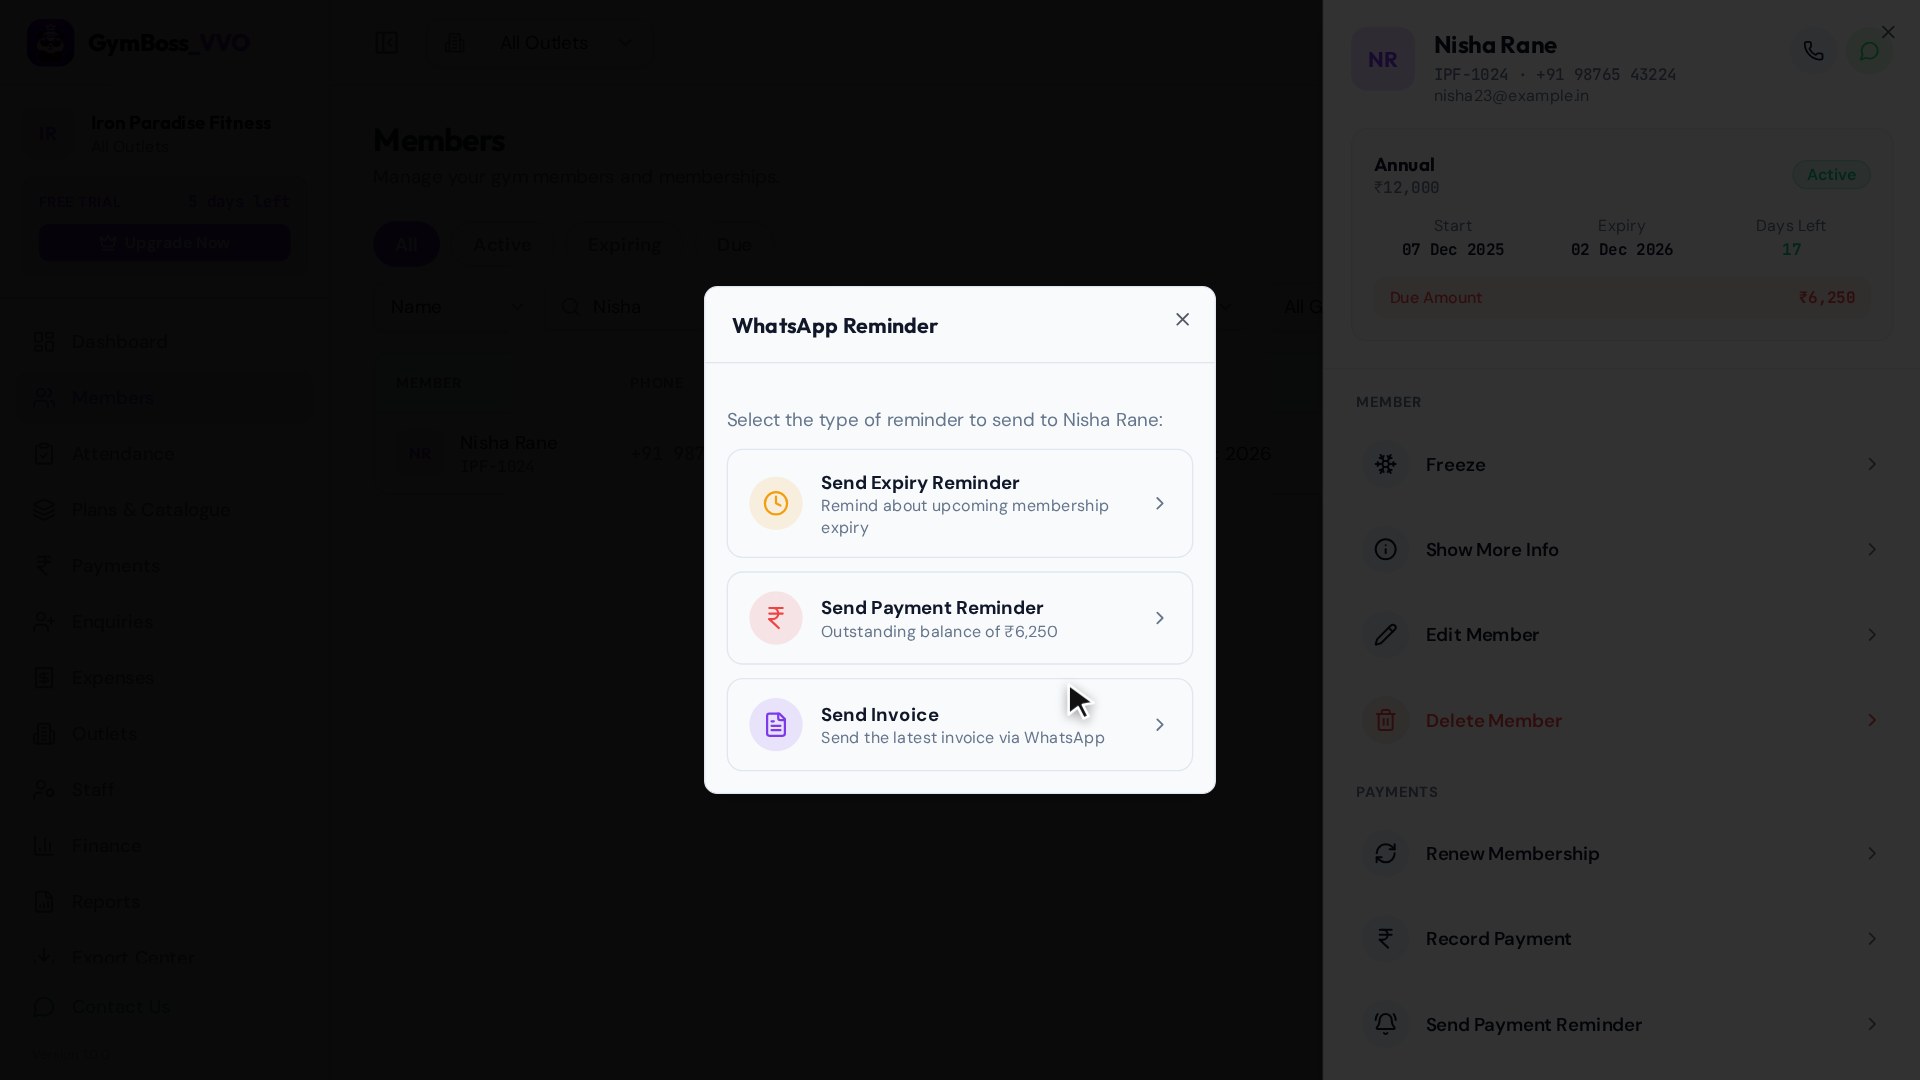 GymBoss_VVO
All Outlets
IR
Iron Paradise Fitness
All Outlets
FREE TRIAL
5 days left
Upgrade Now
Dashboard
Members
Attendance
Plans & Catalogue
Payments
Enquiries
Expenses
Outlets
Staff
Finance
Reports
Export Center
Contact Us
Members
Manage your gym members and memberships.
All
Active
Expiring
Due
Name
Nisha
All G
MEMBER
PHONE
NR
Nisha Rane
IPF-1024
+91 987
2026
WhatsApp Reminder
Select the type of reminder to send to Nisha Rane:
Send Expiry Reminder
Remind about upcoming membership
expiry
Send Payment Reminder
Outstanding balance of ₹6,250
Send Invoice
Send the latest invoice via WhatsApp
NR
Nisha Rane
IPF-1024 · +91 98765 43224
nisha23@example.in
Annual
₹12,000
Active
Start
Expiry
Days Left
07 Dec 2025
02 Dec 2026
17
Due Amount
₹6,250
MEMBER
Freeze
Show More Info
Edit Member
Delete Member
PAYMENTS
Renew Membership
Record Payment
Send Payment Reminder